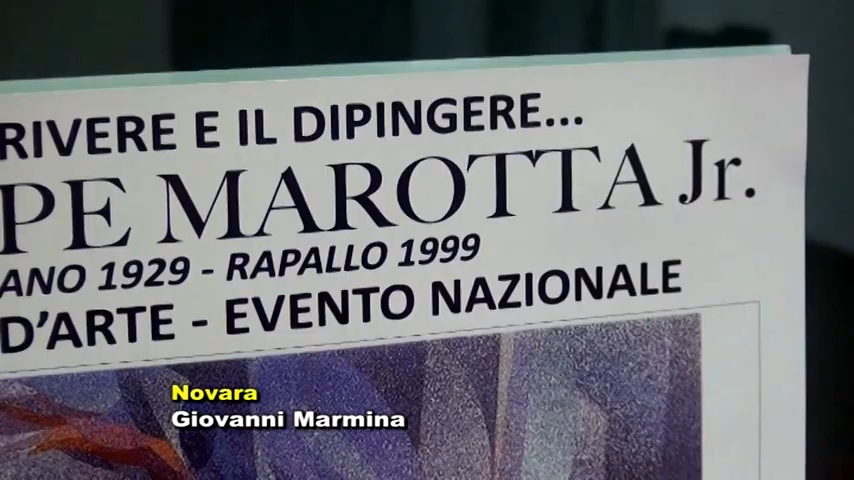 RIVERE E IL DIPINGERE...
PE MAROTTA Jr.
ANO 1929 - RAPALLO 1999
D'ARTE - EVENTO NAZIONALE
Novara
Giovanni Marmina